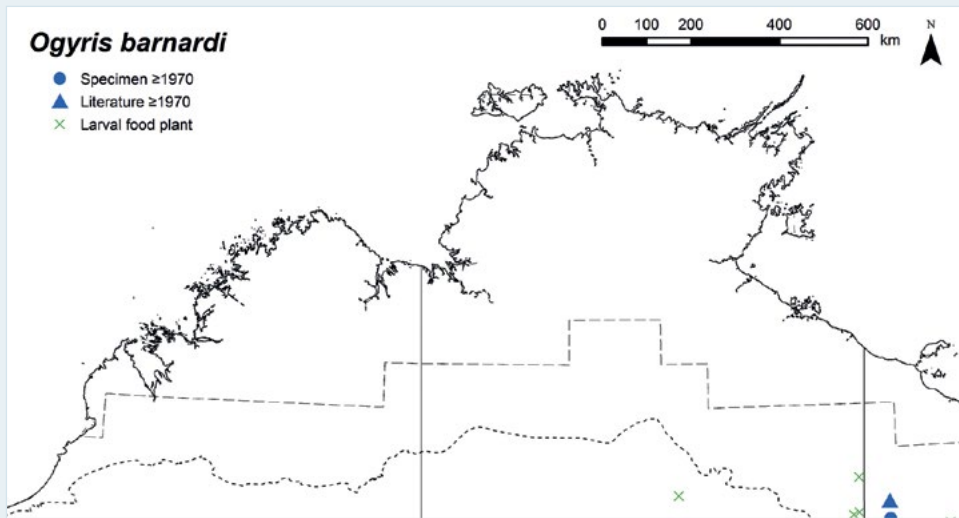 Ogyris barnardi
Specimen ≥1970
Literature ≥1970
Larval food plant
0 100 200 400 600
km
N